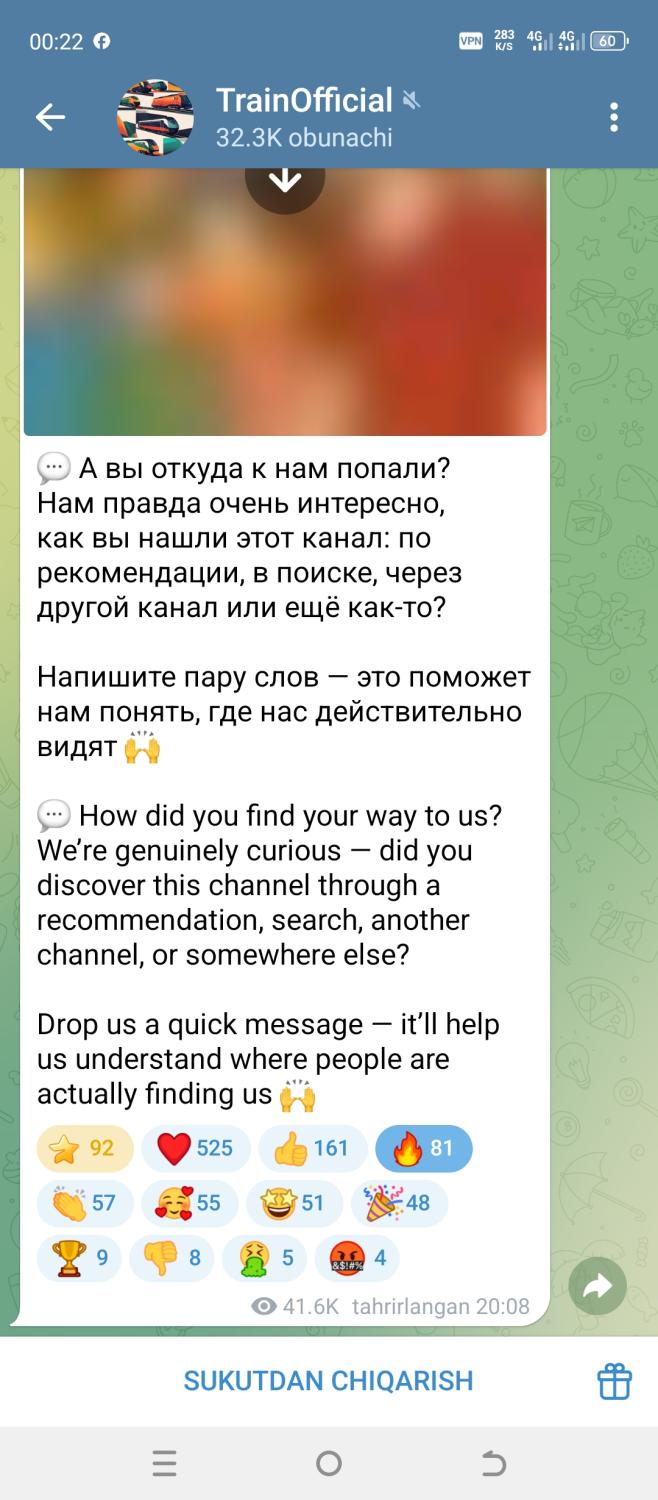 00:22
VPN 283 K/S 4G 4G 60
TrainOfficial
32.3K obunachi
💬 А вы откуда к нам попали?
Нам правда очень интересно,
как вы нашли этот канал: по
рекомендации, в поиске, через
другой канал или ещё как-то?
Напишите пару слов — это поможет
нам понять, где нас действительно
видят 🙌
💬 How did you find your way to us?
We’re genuinely curious — did you
discover this channel through a
recommendation, search, another
channel, or somewhere else?
Drop us a quick message — it’ll help
us understand where people are
actually finding us 🙌
⭐ 92 ❤️ 525 👍 161 🔥 81
👏 57 🥰 55 🤩 51 🎉 48
🏆 9 👎 8 🤮 5 🤬 4
41.6K tahrirlangan 20:08
SUKUTDAN CHIQARISH